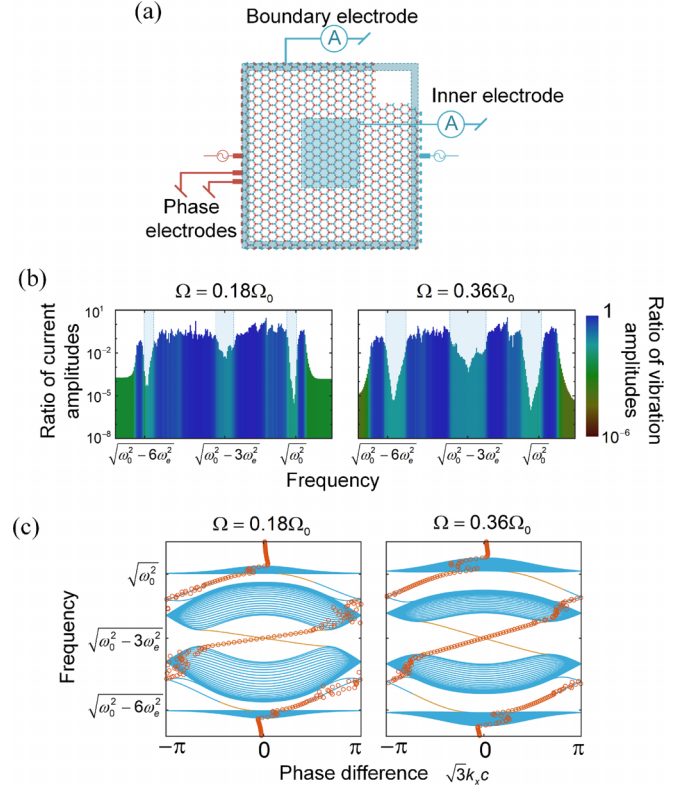 (a)
Boundary electrode
A
Inner electrode
A
Phase
electrodes
(b)
Ω = 0.18Ω₀
Ω = 0.36Ω₀
Ratio of current
amplitudes
10¹
10⁻²
10⁻⁵
10⁻⁸
1
10⁻⁶
Ratio of vibration
amplitudes
√(ω₀² − 6ωₑ²) √(ω₀² − 3ωₑ²) √(ω₀²)
√(ω₀² − 6ωₑ²) √(ω₀² − 3ωₑ²) √(ω₀²)
Frequency
(c)
Ω = 0.18Ω₀
Ω = 0.36Ω₀
Frequency
√(ω₀²)
√(ω₀² − 3ωₑ²)
√(ω₀² − 6ωₑ²)
−π 0 π
−π 0 π
Phase difference √3kₓc